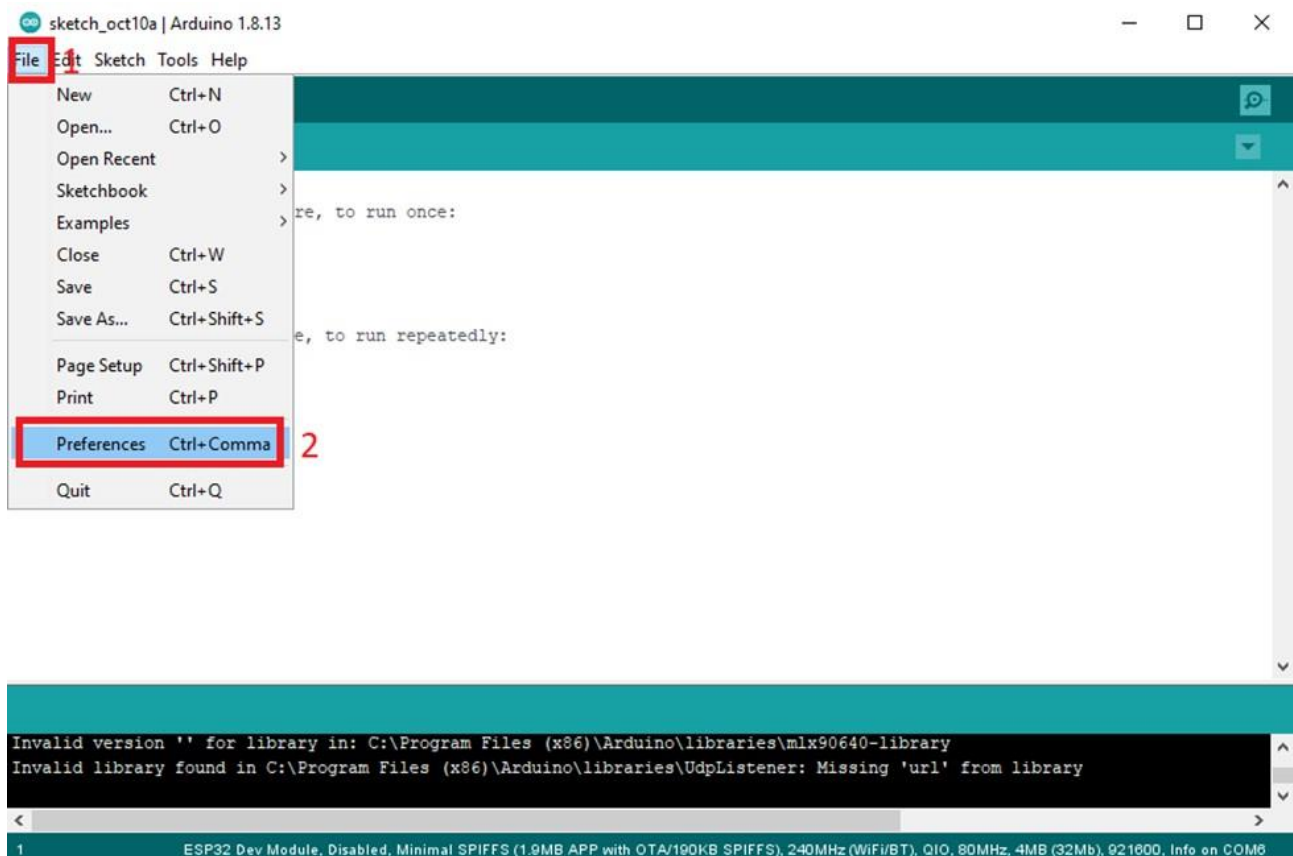 sketch_oct10a | Arduino 1.8.13
File Edit Sketch Tools Help
1
New Ctrl+N
Open... Ctrl+O
Open Recent >
Sketchbook >
Examples >
re, to run once:
Close Ctrl+W
Save Ctrl+S
Save As... Ctrl+Shift+S
e, to run repeatedly:
Page Setup Ctrl+Shift+P
Print Ctrl+P
Preferences Ctrl+Comma 2
Quit Ctrl+Q
Invalid version '' for library in: C:\Program Files (x86)\Arduino\libraries\mlx90640-library
Invalid library found in C:\Program Files (x86)\Arduino\libraries\UdpListener: Missing 'url' from library
1 ESP32 Dev Module, Disabled, Minimal SPIFFS (1.9MB APP with OTA/190KB SPIFFS), 240MHz (WiFi/BT), QIO, 80MHz, 4MB (32Mb), 921600, Info on COM6